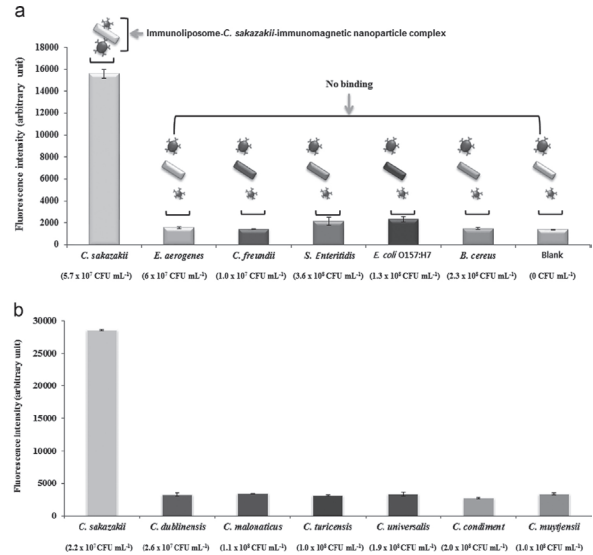 a
Immunoliposome-C. sakazakii-immunomagnetic nanoparticle complex
No binding
Fluorescence intensity (arbitrary unit)
18000
16000
14000
12000
10000
8000
6000
4000
2000
0
C. sakazakii E. aerogenes C. freundii S. Enteritidis E. coli O157:H7 B. cereus Blank
(5.7 x 10⁷ CFU mL⁻¹) (6 x 10⁷ CFU mL⁻¹) (1.0 x 10⁷ CFU mL⁻¹) (3.6 x 10⁸ CFU mL⁻¹) (1.3 x 10⁸ CFU mL⁻¹) (2.3 x 10⁸ CFU mL⁻¹) (0 CFU mL⁻¹)
b
Fluorescence intensity (arbitrary unit)
30000
25000
20000
15000
10000
5000
0
C. sakazakii C. dublinensis C. malonaticus C. turicensis C. universalis C. condiment C. muytjensii
(2.2 x 10⁷ CFU mL⁻¹) (2.6 x 10⁷ CFU mL⁻¹) (1.1 x 10⁸ CFU mL⁻¹) (1.0 x 10⁸ CFU mL⁻¹) (1.9 x 10⁸ CFU mL⁻¹) (2.0 x 10⁸ CFU mL⁻¹) (1.0 x 10⁸ CFU mL⁻¹)